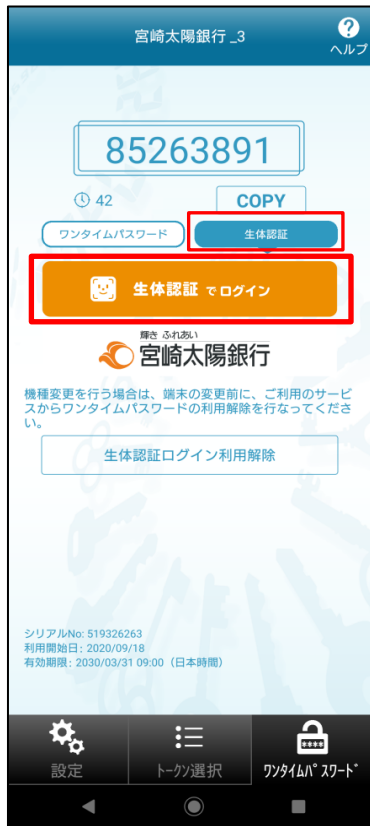 宮崎太陽銀行 _3
?
ヘルプ
85263891
42
COPY
ワンタイムパスワード
生体認証
生体認証 でログイン
輝き ふれあい
宮崎太陽銀行
機種変更を行う場合は、端末の変更前に、ご利用のサービ
スからワンタイムパスワードの利用解除を行なってくださ
い。
生体認証ログイン利用解除
シリアルNo: 519326263
利用開始日: 2020/09/
18
有効期限: 2030/03/31 09:00（日本時間）
****
設定
トークン選択
ワンタイムパスワード